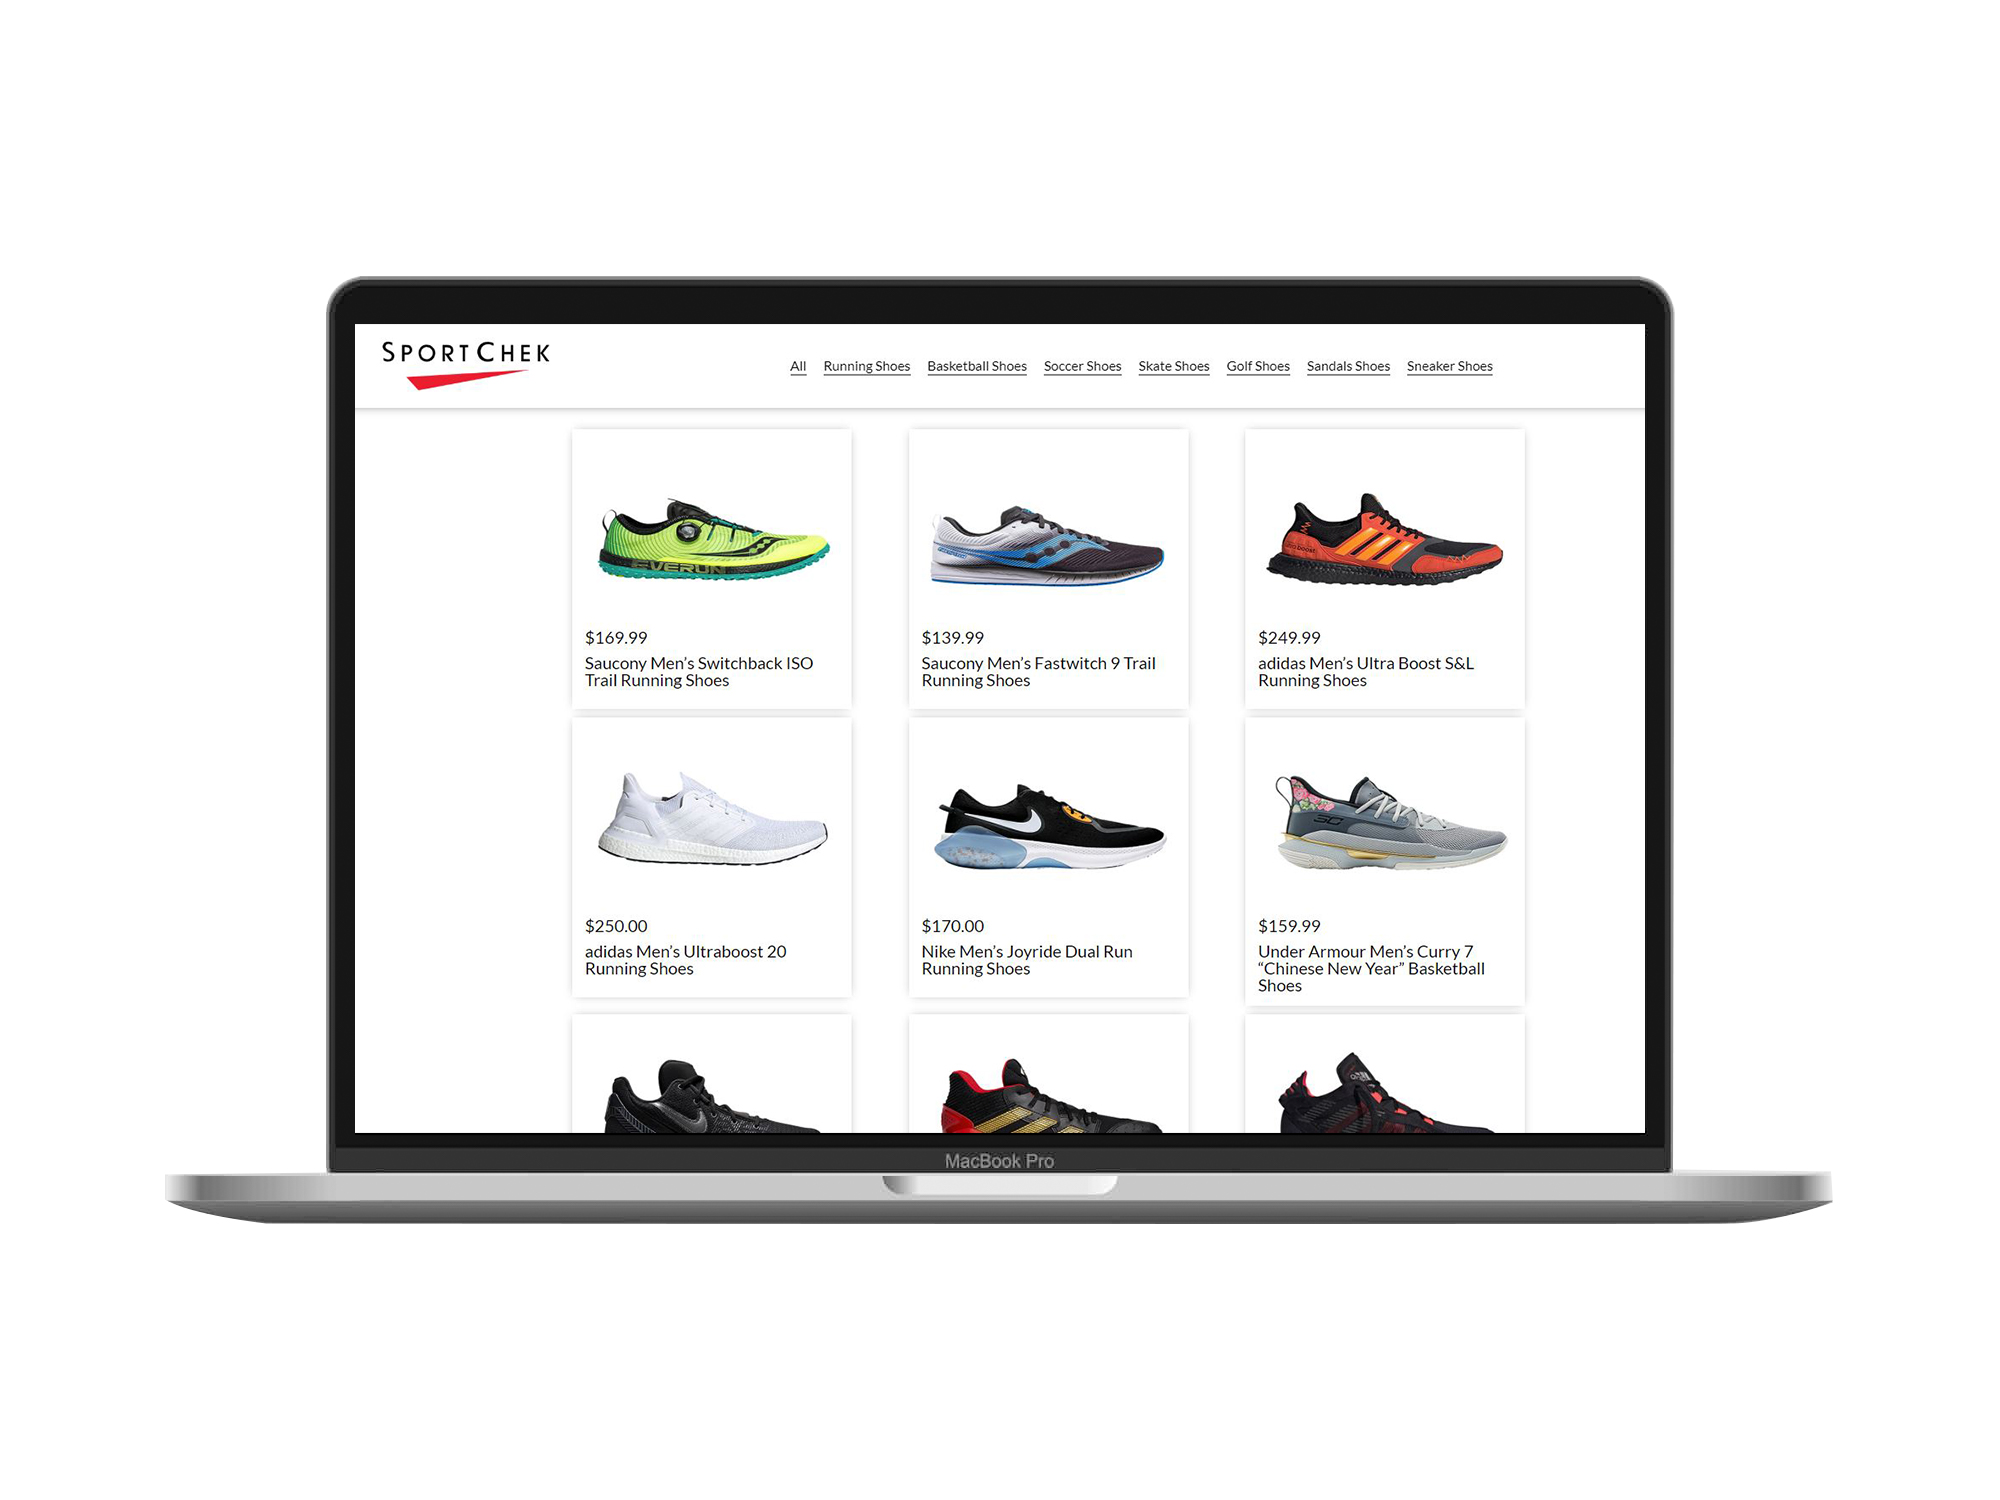 SPORT CHEK
All Running Shoes Basketball Shoes Soccer Shoes Skate Shoes Golf Shoes Sandals Shoes Sneaker Shoes
EVERUN
$169.99
Saucony Men’s Switchback ISO
Trail Running Shoes
$139.99
Saucony Men’s Fastwitch 9 Trail
Running Shoes
$249.99
adidas Men’s Ultra Boost S&L
Running Shoes
$250.00
adidas Men’s Ultraboost 20
Running Shoes
$170.00
Nike Men’s Joyride Dual Run
Running Shoes
$159.99
Under Armour Men’s Curry 7
“Chinese New Year” Basketball
Shoes
MacBook Pro